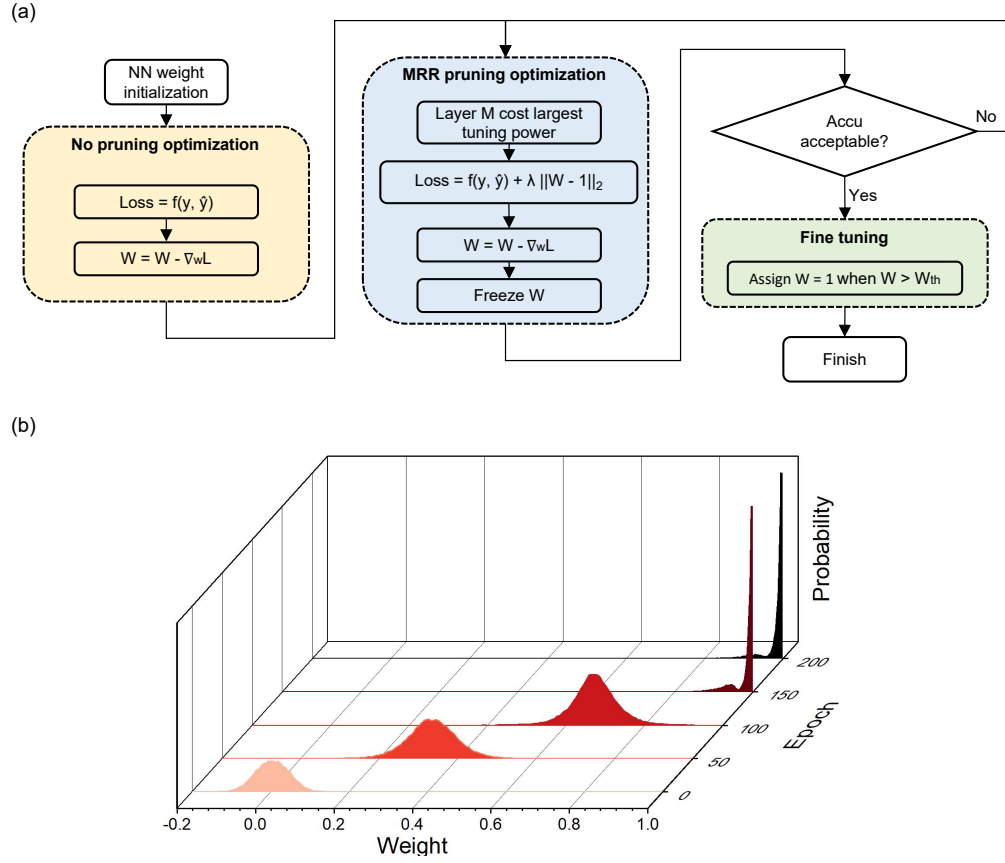 (a)
NN weight
initialization
No pruning optimization
Loss = f(y, ŷ)
W = W - ∇wL
MRR pruning optimization
Layer M cost largest
tuning power
Loss = f(y, ŷ) + λ ||W - 1||₂
W = W - ∇wL
Freeze W
Accu
acceptable?
No
Yes
Fine tuning
Assign W = 1 when W > Wth
Finish
(b)
Probability
200
150
100
50
0
Epoch
-0.2 0.0 0.2 0.4 0.6 0.8 1.0
Weight